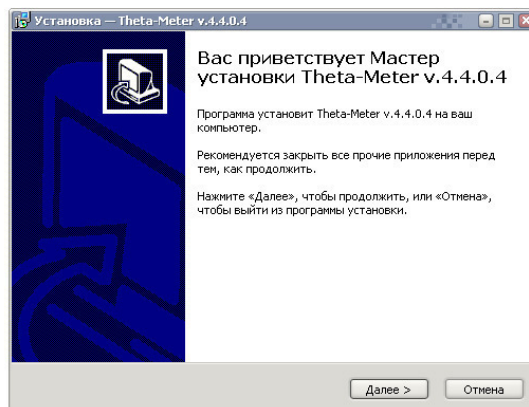 Установка — Theta-Meter v.4.4.0.4
Вас приветствует Мастер
установки Theta-Meter v.4.4.0.4
Программа установит Theta-Meter v.4.4.0.4 на ваш
компьютер.
Рекомендуется закрыть все прочие приложения перед
тем, как продолжить.
Нажмите «Далее», чтобы продолжить, или «Отмена»,
чтобы выйти из программы установки.
Далее >
Отмена